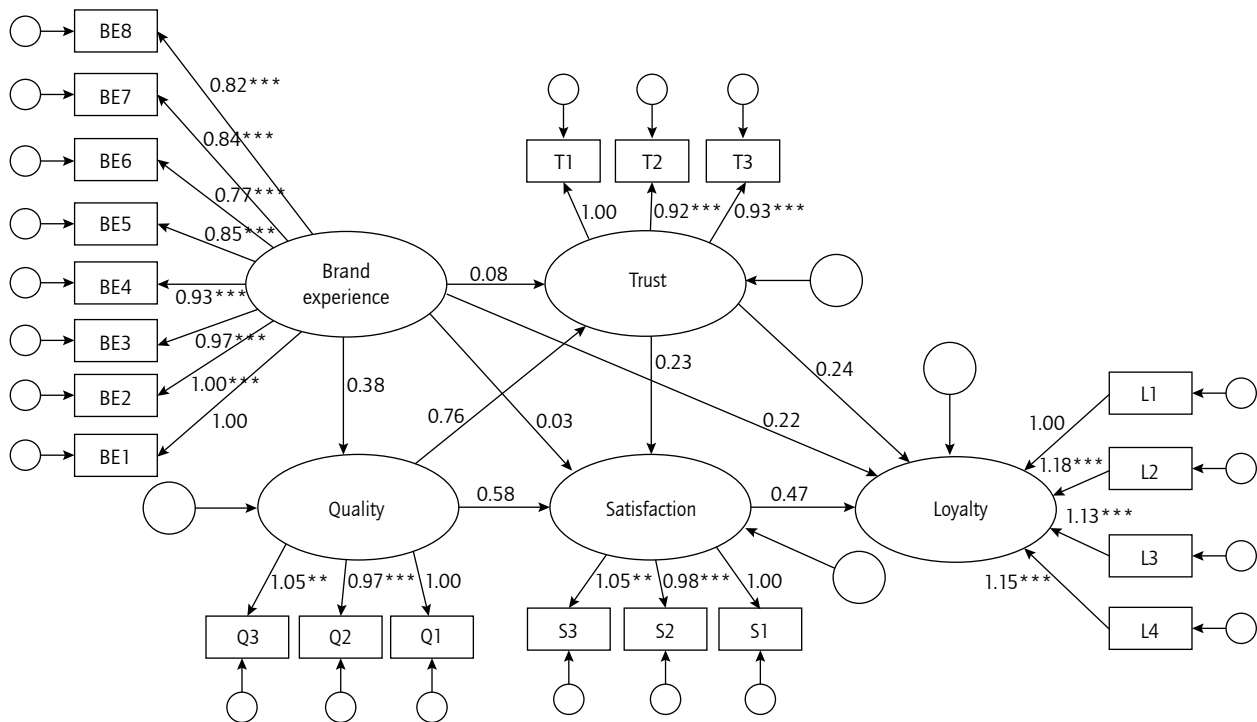 BE8
0.82***
BE7
0.84***
BE6
0.77***
BE5
0.85***
BE4
0.93***
BE3
0.97***
BE2
1.00***
BE1
1.00
Brand
experience
T1
T2
T3
1.00
0.92***
0.93***
Trust
0.08
0.38
0.76
0.03
0.23
0.22
0.24
Quality
0.58
Satisfaction
0.47
Loyalty
L1
1.00
L2
1.18***
L3
1.13***
L4
1.15***
1.05**
0.97***
1.00
Q3
Q2
Q1
1.05**
0.98***
1.00
S3
S2
S1